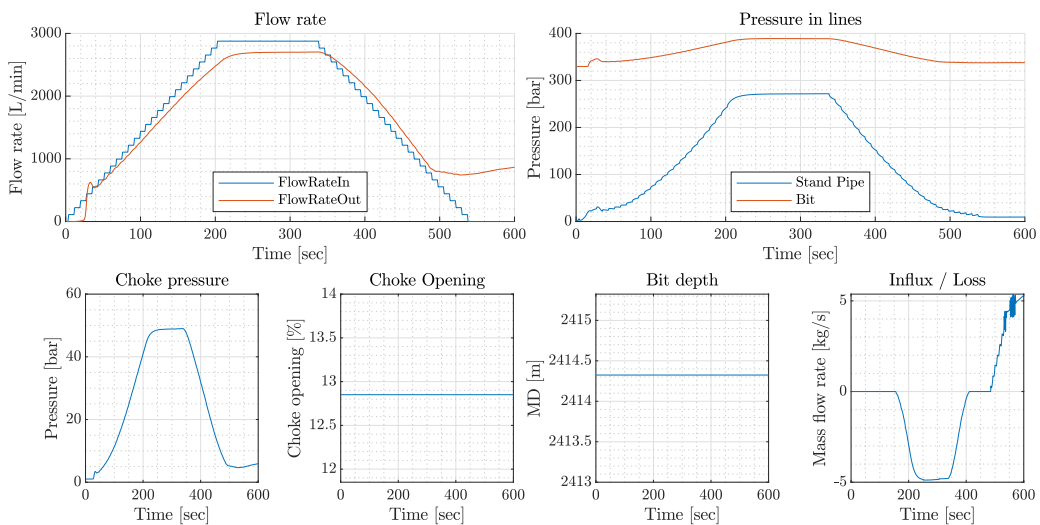 Flow rate
Flow rate [L/min]
3000
2000
1000
0
FlowRateIn
FlowRateOut
0 100 200 300 400 500 600
Time [sec]
Pressure in lines
Pressure [bar]
400
300
200
100
0
Stand Pipe
Bit
0 100 200 300 400 500 600
Time [sec]
Choke pressure
Pressure [bar]
60
40
20
0
0 200 400 600
Time [sec]
Choke Opening
Choke opening [%]
14
13.5
13
12.5
12
0 200 400 600
Time [sec]
Bit depth
MD [m]
2415
2414.5
2414
2413.5
2413
0 200 400 600
Time [sec]
Influx / Loss
Mass flow rate [kg/s]
5
0
-5
0 200 400 600
Time [sec]